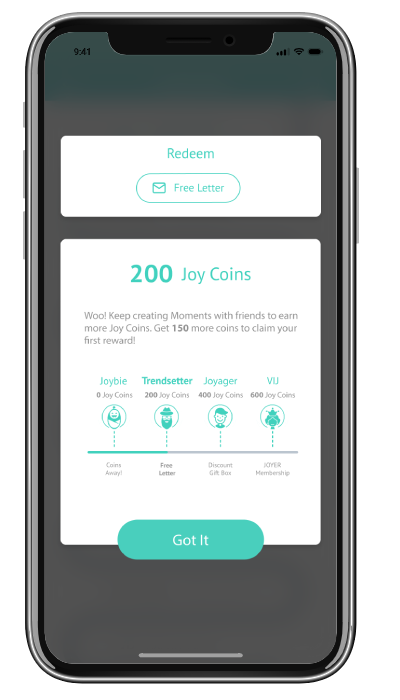 9:41
Redeem
Free Letter
200 Joy Coins
Woo! Keep creating Moments with friends to earn
more Joy Coins. Get 150 more coins to claim your
first reward!
Joybie Trendsetter Joyager VIJ
0 Joy Coins 200 Joy Coins 400 Joy Coins 600 Joy Coins
Coins Free Discount JOYER
Away! Letter Gift Box Membership
Got It